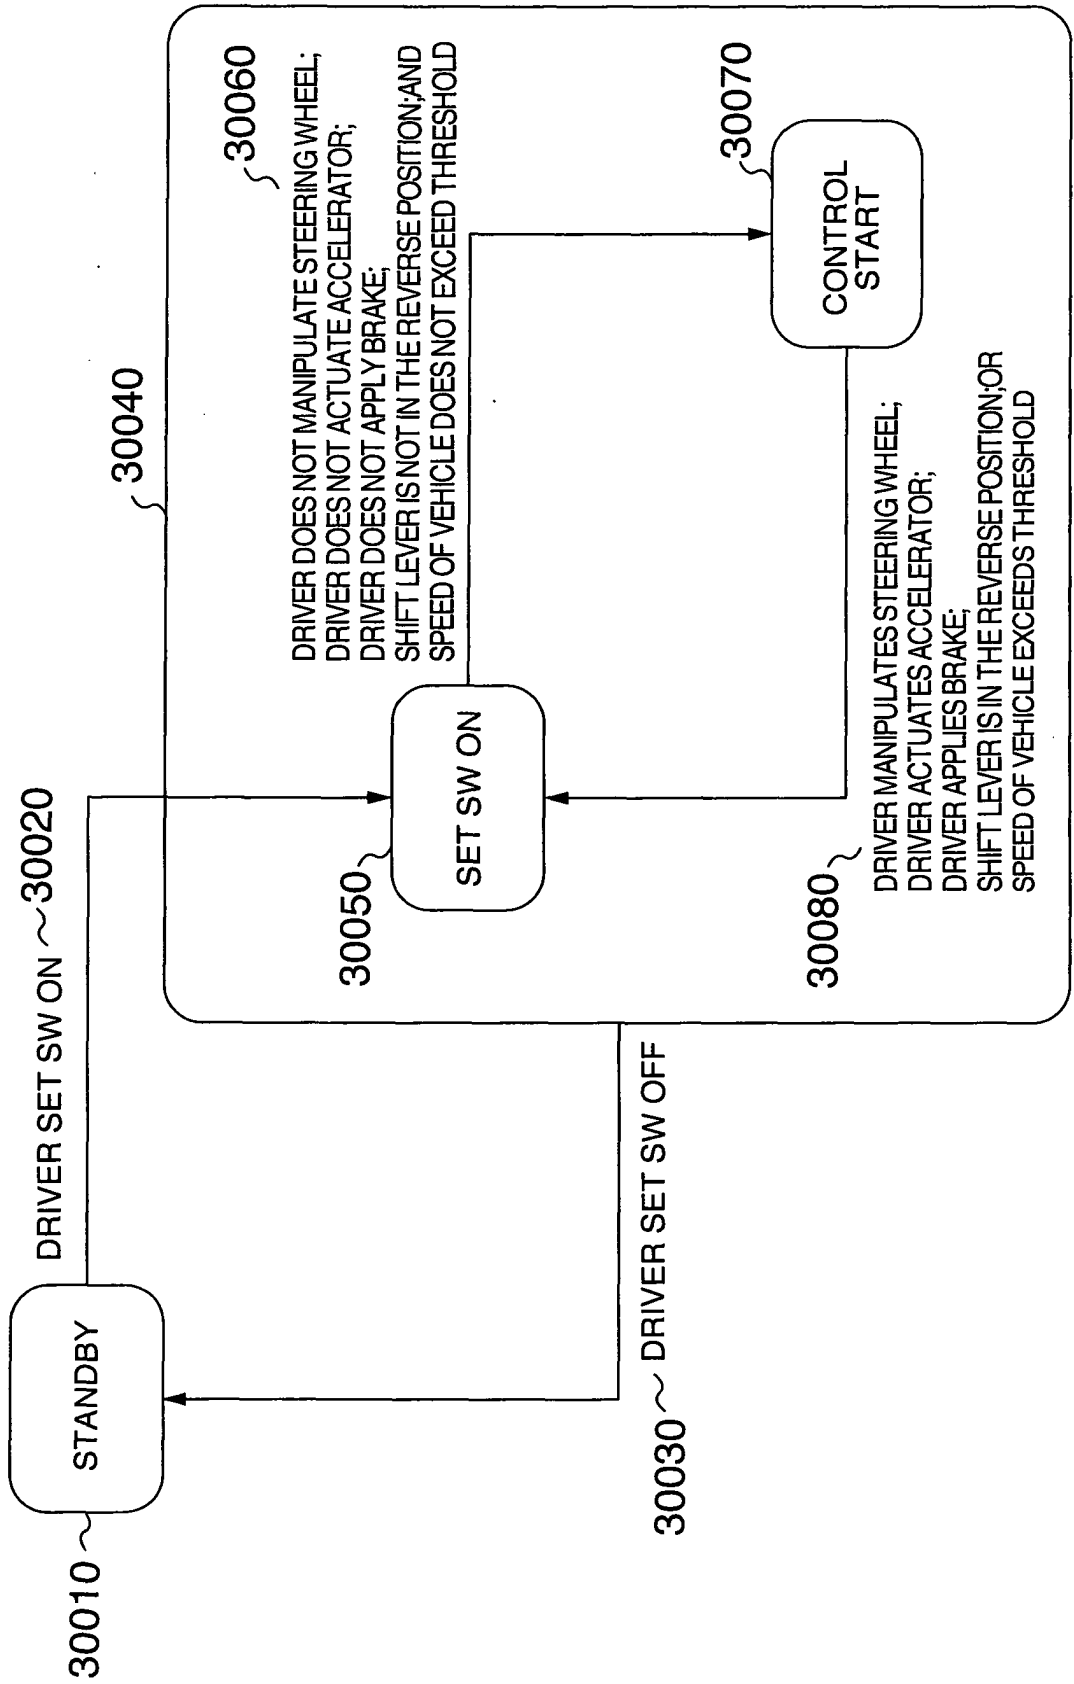 30010
STANDBY
DRIVER SET SW ON
30020
30030
DRIVER SET SW OFF
30040
30050
SET SW ON
30060
DRIVER DOES NOT MANIPULATE STEERING WHEEL;
DRIVER DOES NOT ACTUATE ACCELERATOR;
DRIVER DOES NOT APPLY BRAKE;
SHIFT LEVER IS NOT IN THE REVERSE POSITION;AND
SPEED OF VEHICLE DOES NOT EXCEED THRESHOLD
30070
CONTROL
START
30080
DRIVER MANIPULATES STEERING WHEEL;
DRIVER ACTUATES ACCELERATOR;
DRIVER APPLIES BRAKE;
SHIFT LEVER IS IN THE REVERSE POSITION;OR
SPEED OF VEHICLE EXCEEDS THRESHOLD